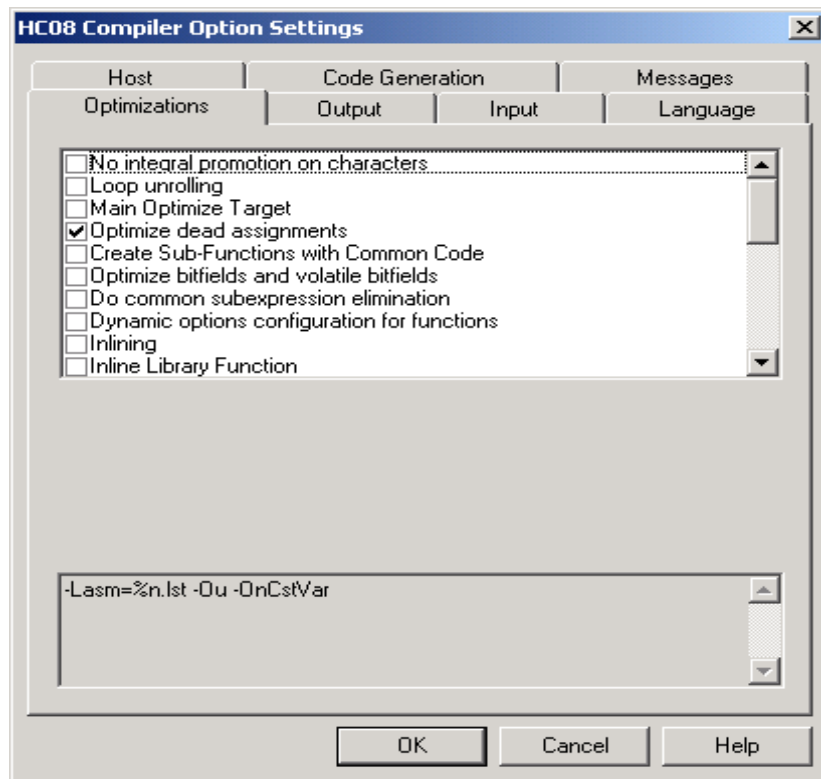 HC08 Compiler Option Settings
Host Code Generation Messages
Optimizations Output Input Language
No integral promotion on characters
Loop unrolling
Main Optimize Target
Optimize dead assignments
Create Sub-Functions with Common Code
Optimize bitfields and volatile bitfields
Do common subexpression elimination
Dynamic options configuration for functions
Inlining
Inline Library Function
-Lasm=%n.lst -Ou -OnCstVar
OK Cancel Help